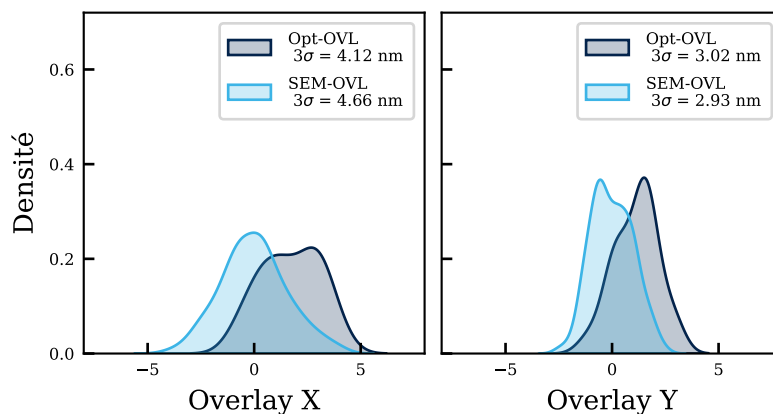 Opt-OVL
3σ = 4.12 nm
SEM-OVL
3σ = 4.66 nm
Densité
0.6
0.4
0.2
0.0
−5
0
5
Overlay X
Opt-OVL
3σ = 3.02 nm
SEM-OVL
3σ = 2.93 nm
−5
0
5
Overlay Y